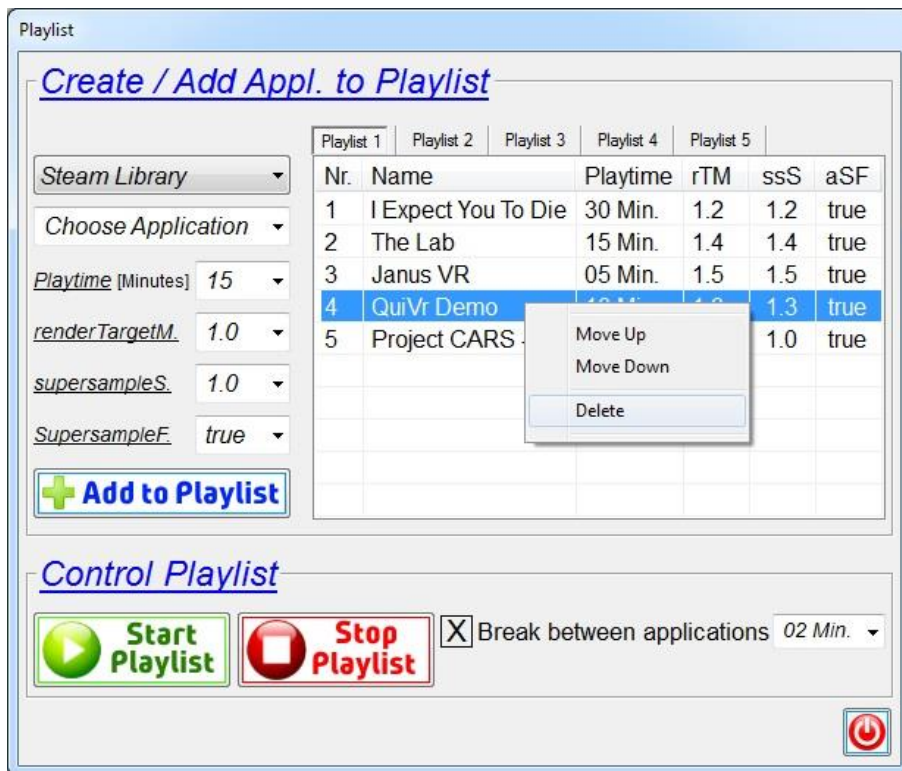 Playlist
Create / Add Appl. to Playlist
Playlist 1 Playlist 2 Playlist 3 Playlist 4 Playlist 5
Steam Library
Choose Application
Playtime [Minutes] 15
renderTargetM. 1.0
supersampleS. 1.0
SupersampleF. true
Add to Playlist
Nr. Name Playtime rTM ssS aSF
1 I Expect You To Die 30 Min. 1.2 1.2 true
2 The Lab 15 Min. 1.4 1.4 true
3 Janus VR 05 Min. 1.5 1.5 true
4 QuiVr Demo 1.3 true
5 Project CARS - 1.0 true
Move Up
Move Down
Delete
Control Playlist
Start Playlist
Stop Playlist
X Break between applications 02 Min.